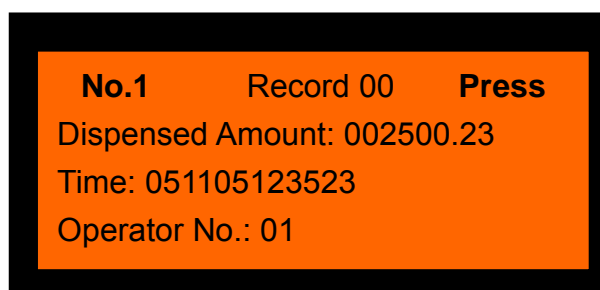 No.1 Record 00 Press
Dispensed Amount: 002500.23
Time: 051105123523
Operator No.: 01